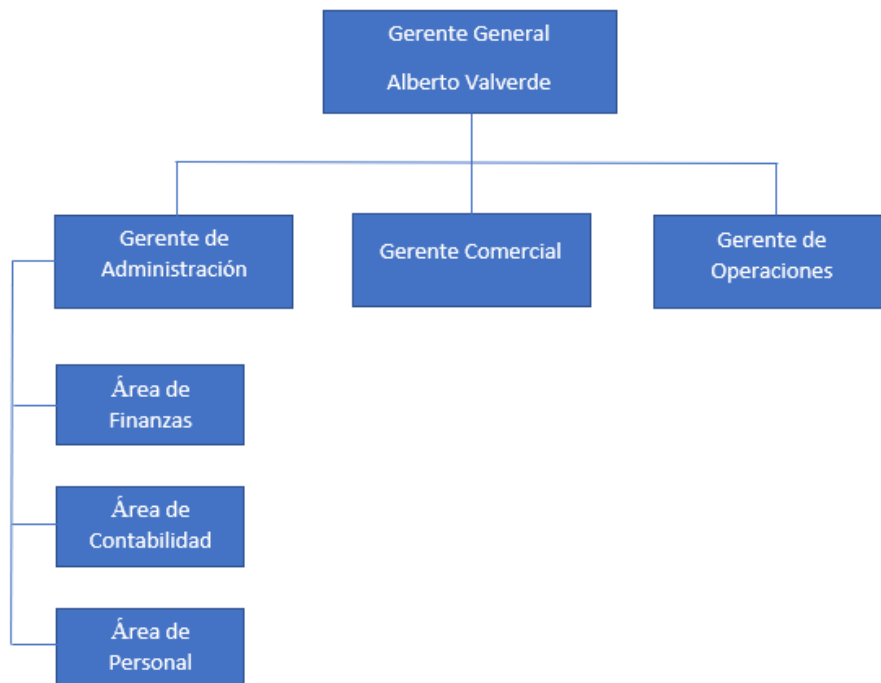 Gerente General
Alberto Valverde
Gerente de
Administración
Gerente Comercial
Gerente de
Operaciones
Área de
Finanzas
Área de
Contabilidad
Área de
Personal